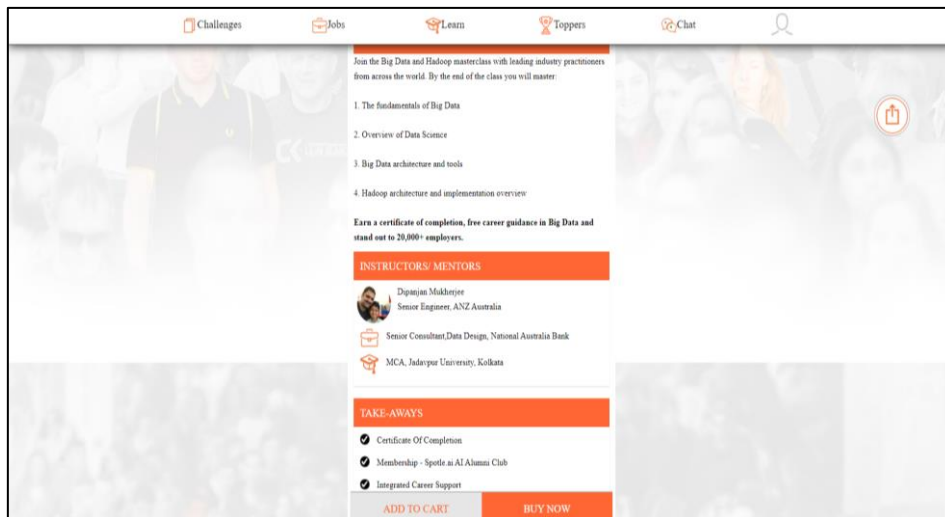 Challenges Jobs Learn Toppers Chat
Join the Big Data and Hadoop masterclass with leading industry practitioners
from across the world. By the end of the class you will master:
1. The fundamentals of Big Data
2. Overview of Data Science
3. Big Data architecture and tools
4. Hadoop architecture and implementation overview
Earn a certificate of completion, free career guidance in Big Data and
stand out to 20,000+ employers.
INSTRUCTORS/ MENTORS
Dipanjan Mukherjee
Senior Engineer, ANZ Australia
Senior Consultant,Data Design, National Australia Bank
MCA, Jadavpur University, Kolkata
TAKE-AWAYS
Certificate Of Completion
Membership - Spotle.ai AI Alumni Club
Integrated Career Support
ADD TO CART BUY NOW